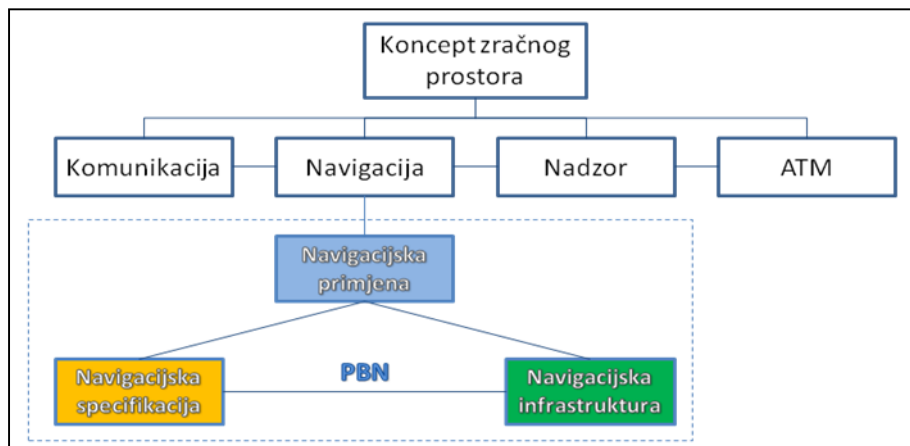 Koncept zračnog
prostora
Komunikacija
Navigacija
Nadzor
ATM
Navigacijska
primjena
PBN
Navigacijska
specifikacija
Navigacijska
infrastruktura